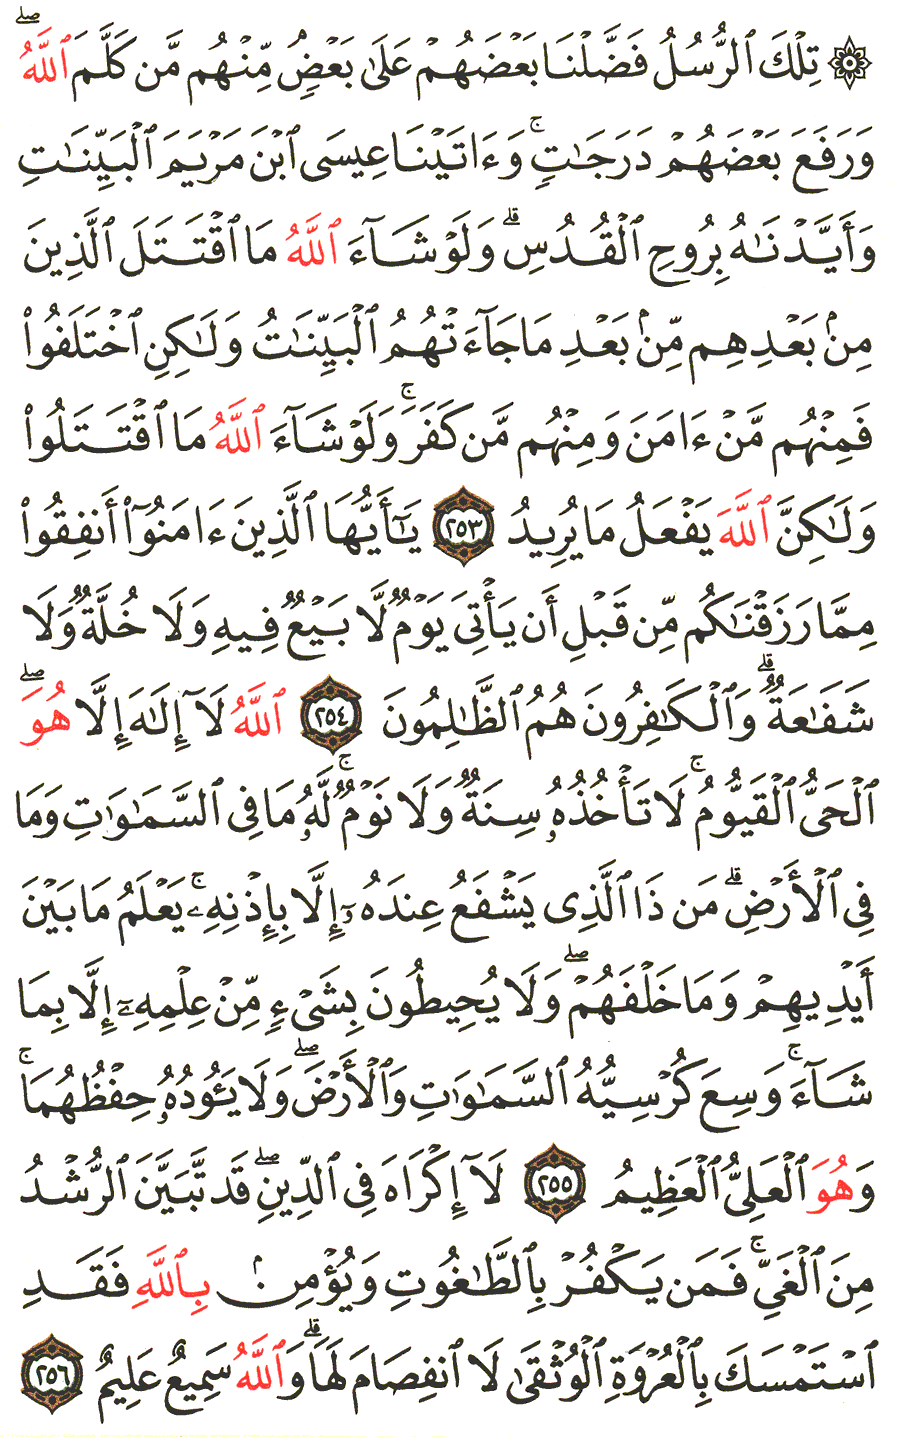 ۞ تِلْكَ ٱلرُّسُلُ فَضَّلْنَا بَعْضَهُمْ عَلَىٰ بَعْضٍۘ مِّنْهُم مَّن كَلَّمَ ٱللَّهُۖ
وَرَفَعَ بَعْضَهُمْ دَرَجَـٰتٍۚ وَءَاتَيْنَا عِيسَى ٱبْنَ مَرْيَمَ ٱلْبَيِّنَـٰتِ
وَأَيَّدْنَـٰهُ بِرُوحِ ٱلْقُدُسِۗ وَلَوْ شَآءَ ٱللَّهُ مَا ٱقْتَتَلَ ٱلَّذِينَ
مِنۢ بَعْدِهِم مِّنۢ بَعْدِ مَا جَآءَتْهُمُ ٱلْبَيِّنَـٰتُ وَلَـٰكِنِ ٱخْتَلَفُوا۟
فَمِنْهُم مَّنْ ءَامَنَ وَمِنْهُم مَّن كَفَرَۚ وَلَوْ شَآءَ ٱللَّهُ مَا ٱقْتَتَلُوا۟
وَلَـٰكِنَّ ٱللَّهَ يَفْعَلُ مَا يُرِيدُ ٢٥٣ يَـٰٓأَيُّهَا ٱلَّذِينَ ءَامَنُوٓا۟ أَنفِقُوا۟
مِمَّا رَزَقْنَـٰكُم مِّن قَبْلِ أَن يَأْتِىَ يَوْمٌ لَّا بَيْعٌ فِيهِ وَلَا خُلَّةٌ وَلَا
شَفَـٰعَةٌۗ وَٱلْكَـٰفِرُونَ هُمُ ٱلظَّـٰلِمُونَ ٢٥٤ ٱللَّهُ لَآ إِلَـٰهَ إِلَّا هُوَۖ
ٱلْحَىُّ ٱلْقَيُّومُۚ لَا تَأْخُذُهُۥ سِنَةٌ وَلَا نَوْمٌۚ لَّهُۥ مَا فِى ٱلسَّمَـٰوَٰتِ وَمَا
فِى ٱلْأَرْضِۗ مَن ذَا ٱلَّذِى يَشْفَعُ عِندَهُۥٓ إِلَّا بِإِذْنِهِۦۚ يَعْلَمُ مَا بَيْنَ
أَيْدِيهِمْ وَمَا خَلْفَهُمْۖ وَلَا يُحِيطُونَ بِشَىْءٍ مِّنْ عِلْمِهِۦٓ إِلَّا بِمَا
شَآءَۚ وَسِعَ كُرْسِيُّهُ ٱلسَّمَـٰوَٰتِ وَٱلْأَرْضَۖ وَلَا يَـُٔودُهُۥ حِفْظُهُمَاۚ
وَهُوَ ٱلْعَلِىُّ ٱلْعَظِيمُ ٢٥٥ لَآ إِكْرَاهَ فِى ٱلدِّينِۖ قَد تَّبَيَّنَ ٱلرُّشْدُ
مِنَ ٱلْغَىِّۚ فَمَن يَكْفُرْ بِٱلطَّـٰغُوتِ وَيُؤْمِنۢ بِٱللَّهِ فَقَدِ
ٱسْتَمْسَكَ بِٱلْعُرْوَةِ ٱلْوُثْقَىٰ لَا ٱنفِصَامَ لَهَاۗ وَٱللَّهُ سَمِيعٌ عَلِيمٌ ٢٥٦